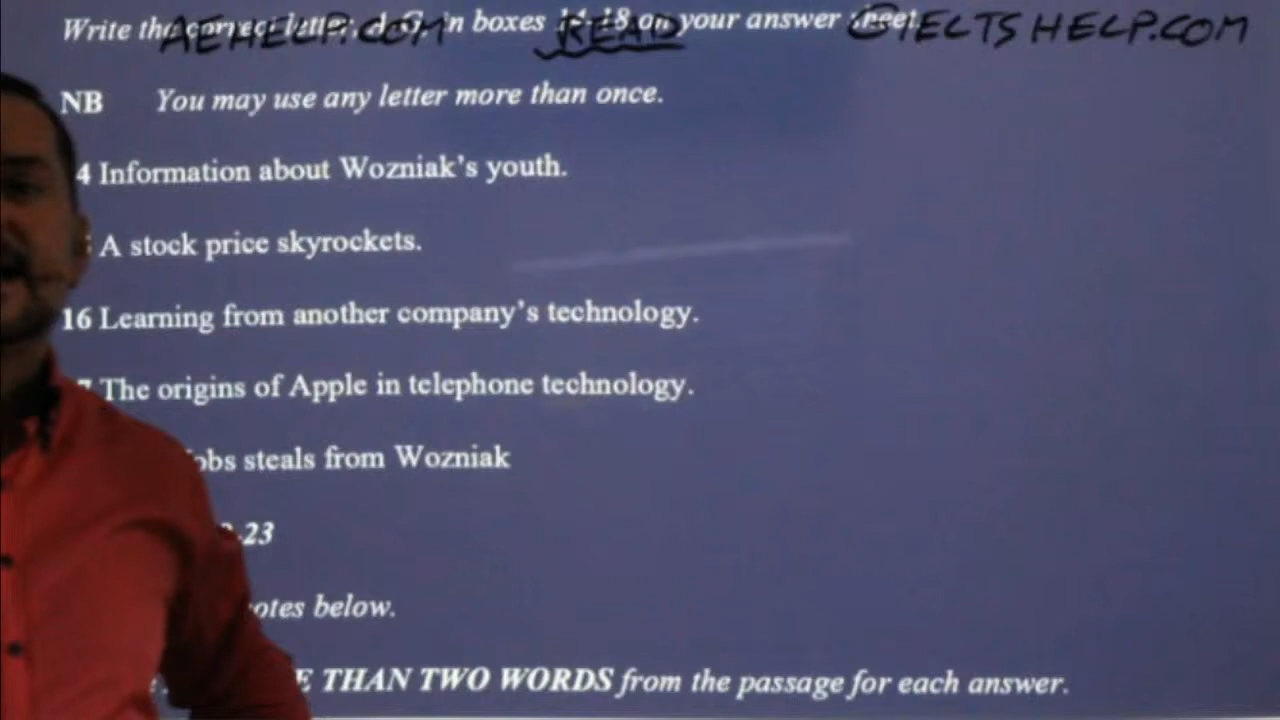 Write the correct letter, A-G, in boxes 14-18 on your answer sheet.
AEHELP.COM READ GIELTSHELP.COM
NB You may use any letter more than once.
4 Information about Wozniak's youth.
A stock price skyrockets.
16 Learning from another company's technology.
7 The origins of Apple in telephone technology.
obs steals from Wozniak
-23
otes below.
E THAN TWO WORDS from the passage for each answer.